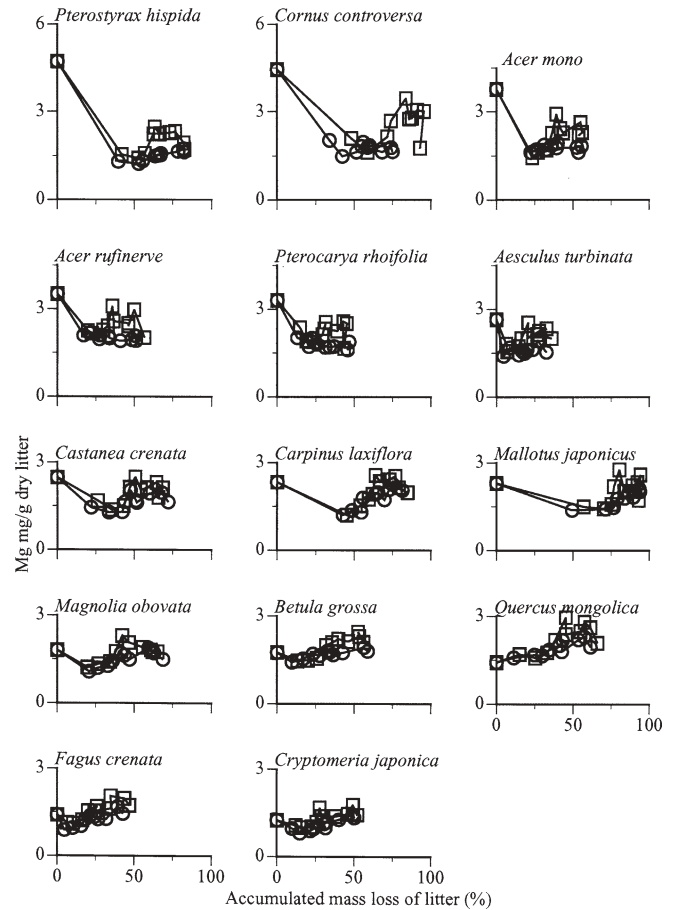 Pterostyrax hispida
Cornus controversa
Acer mono
6
3
0
6
3
0
3
0
Acer rufinerve
Pterocarya rhoifolia
Aesculus turbinata
3
0
3
0
3
0
Castanea crenata
Carpinus laxiflora
Mallotus japonicus
3
0
3
0
3
0
Mg mg/g dry litter
Magnolia obovata
Betula grossa
Quercus mongolica
3
0
3
0
3
0
0 50 100
Fagus crenata
Cryptomeria japonica
3
0
3
0
0 50 100
0 50 100
Accumulated mass loss of litter (%)